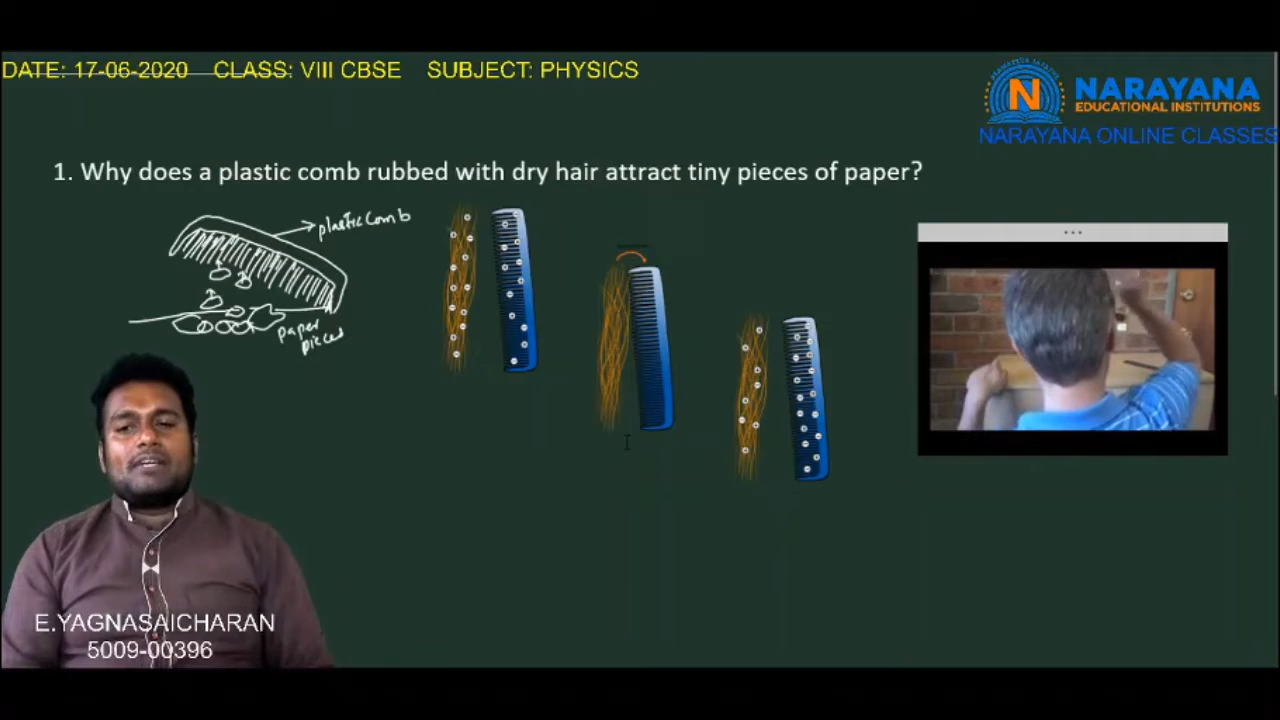 DATE: 17-06-2020 CLASS: VIII CBSE SUBJECT: PHYSICS
NARAYANA
EDUCATIONAL INSTITUTIONS
NARAYANA ONLINE CLASSES
1. Why does a plastic comb rubbed with dry hair attract tiny pieces of paper?
plastic comb
paper
pieces
E.YAGNASAICHARAN
5009-00396